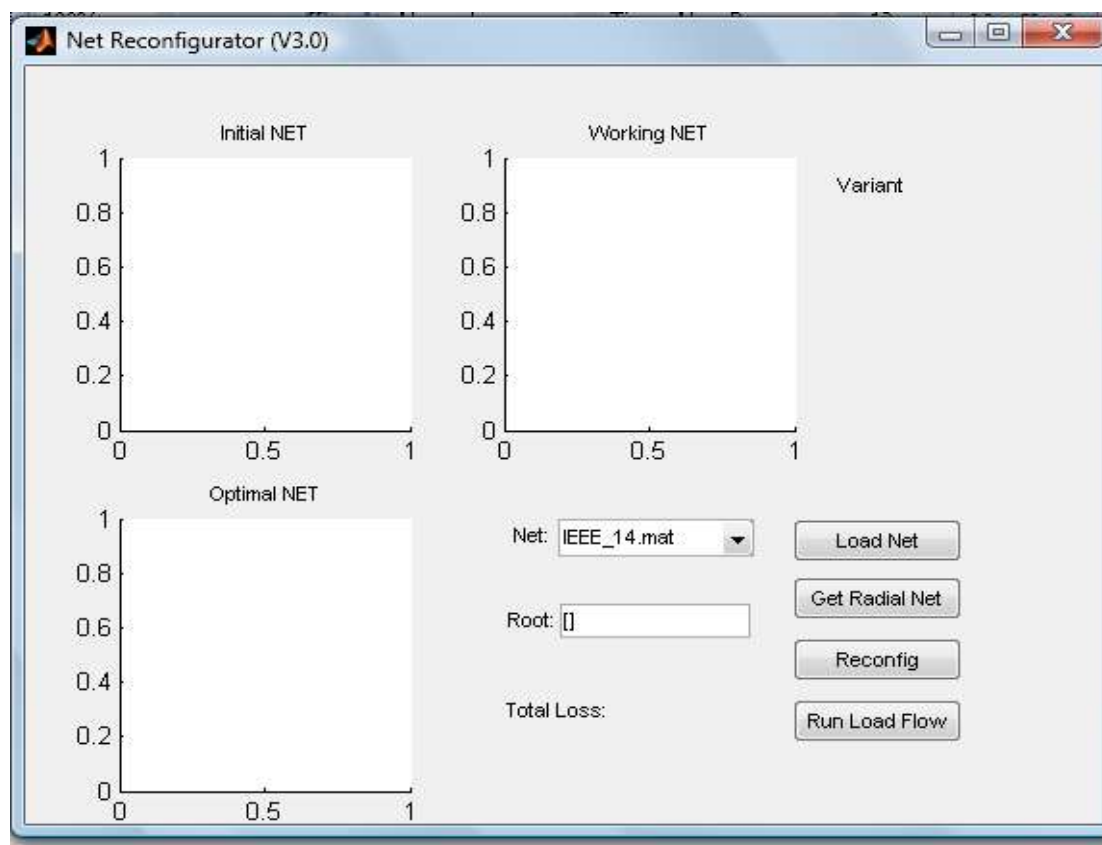 Net Reconfigurator (V3.0)
Initial NET
1
0.8
0.6
0.4
0.2
0
0 0.5 1
Working NET
1
0.8
0.6
0.4
0.2
0
0 0.5 1
Variant
Optimal NET
1
0.8
0.6
0.4
0.2
0
0 0.5 1
Net: IEEE_14.mat
Root: []
Total Loss:
Load Net
Get Radial Net
Reconfig
Run Load Flow